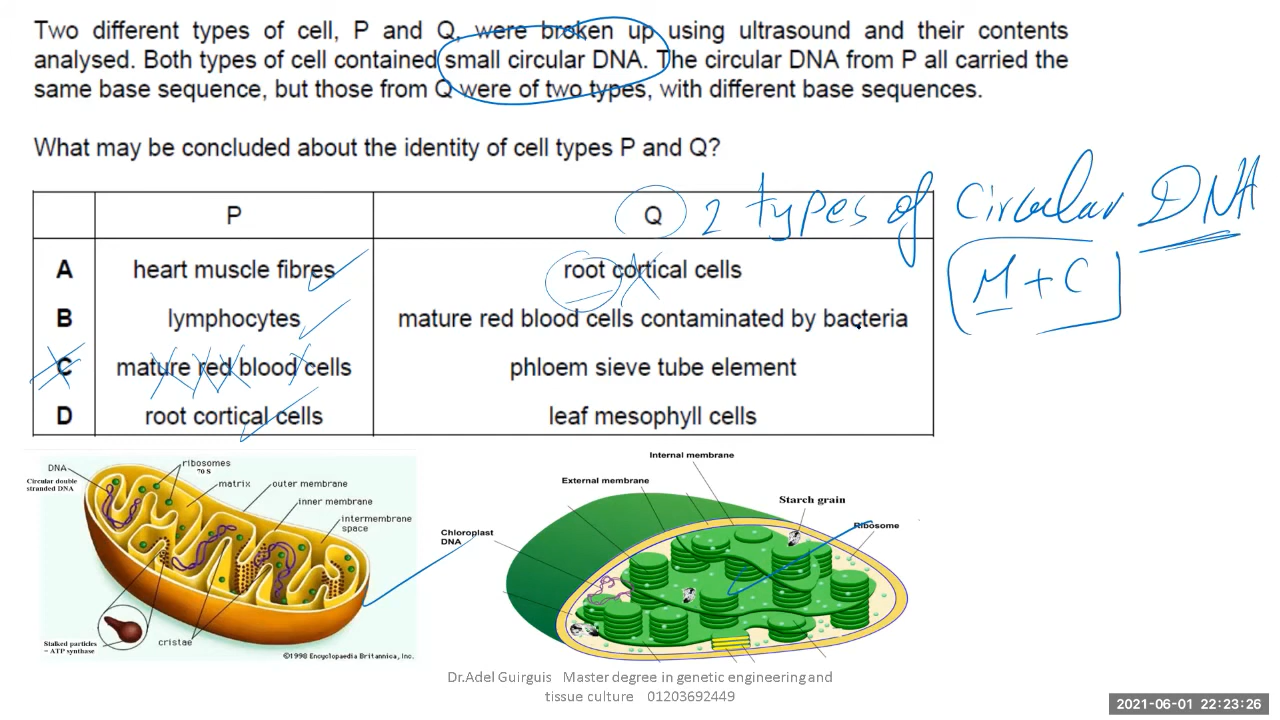 Two different types of cell, P and Q, were broken up using ultrasound and their contents
analysed. Both types of cell contained small circular DNA. The circular DNA from P all carried the
same base sequence, but those from Q were of two types, with different base sequences.
What may be concluded about the identity of cell types P and Q?
P Q
2 types of Circular DNA
A heart muscle fibres root cortical cells
M + C
B lymphocytes mature red blood cells contaminated by bacteria
C mature red blood cells phloem sieve tube element
D root cortical cells leaf mesophyll cells
DNA
Circular double
stranded DNA
ribosomes
70 S
matrix
outer membrane
inner membrane
intermembrane
space
Stalked particles
= ATP synthase
cristae
©1998 Encyclopaedia Britannica, Inc.
Internal membrane
External membrane
Starch grain
Ribosome
Chloroplast
DNA
Dr.Adel Guirguis Master degree in genetic engineering and
tissue culture 01203692449
2021-06-01 22:23:26